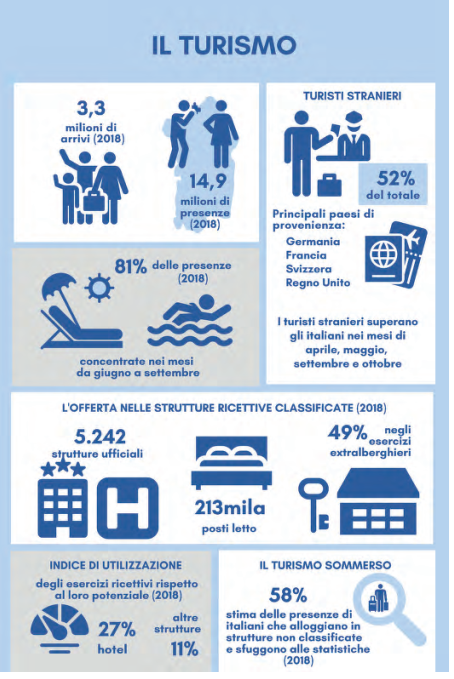 IL TURISMO
3,3
milioni di
arrivi (2018)
14,9
milioni di
presenze
(2018)
TURISTI STRANIERI
52%
del totale
Principali paesi di
provenienza:
Germania
Francia
Svizzera
Regno Unito
I turisti stranieri superano
gli italiani nei mesi di
aprile, maggio,
settembre e ottobre
81% delle presenze
(2018)
concentrate nei mesi
da giugno a settembre
L'OFFERTA NELLE STRUTTURE RICETTIVE CLASSIFICATE (2018)
5.242
strutture ufficiali
H
213mila
posti letto
49% negli
esercizi
extralberghieri
INDICE DI UTILIZZAZIONE
degli esercizi ricettivi rispetto
al loro potenziale (2018)
27%
hotel
altre
strutture
11%
IL TURISMO SOMMERSO
58%
stima delle presenze di
italiani che alloggiano in
strutture non classificate
e sfuggono alle statistiche
(2018)